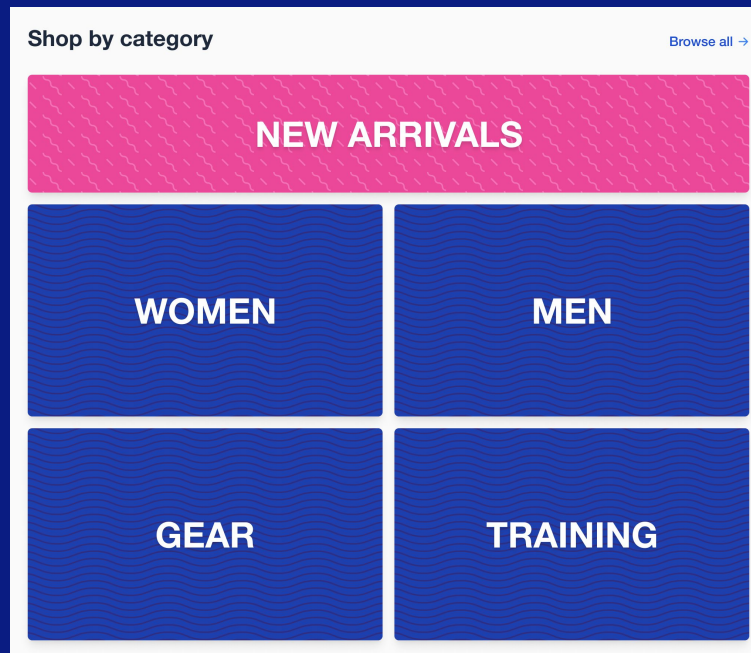 Shop by category
Browse all →
NEW ARRIVALS
WOMEN
MEN
GEAR
TRAINING